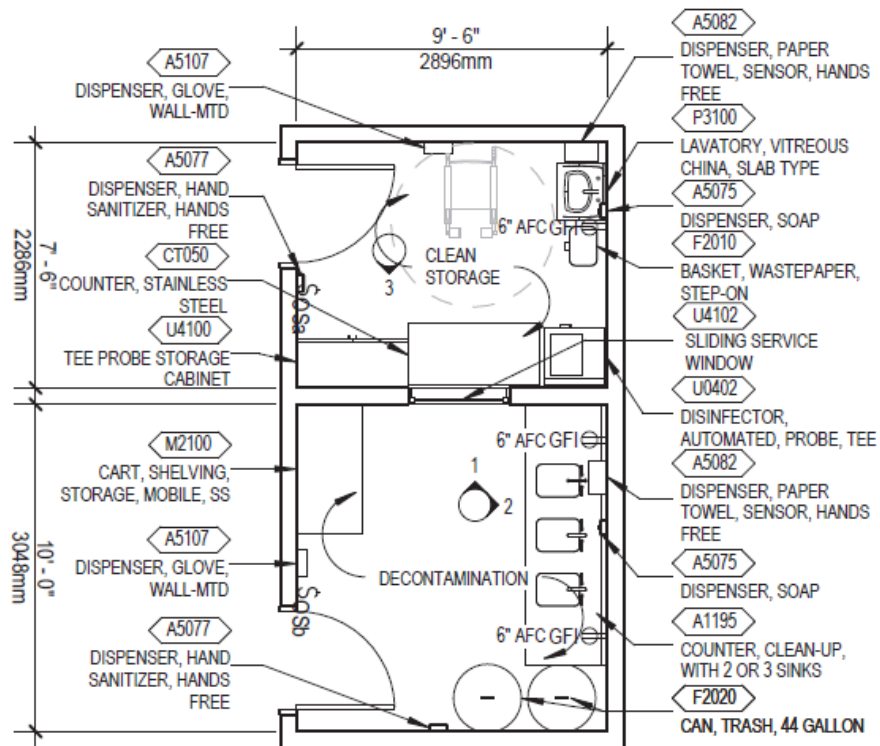 9' - 6"
2896mm
A5107
DISPENSER, GLOVE,
WALL-MTD
A5077
DISPENSER, HAND
SANITIZER, HANDS
FREE
CT050
COUNTER, STAINLESS
STEEL
U4100
TEE PROBE STORAGE
CABINET
M2100
CART, SHELVING,
STORAGE, MOBILE, SS
A5107
DISPENSER, GLOVE,
WALL-MTD
A5077
DISPENSER, HAND
SANITIZER, HANDS
FREE
7' - 6"
2286mm
10' - 0"
3048mm
6" AFC GFI
CLEAN
STORAGE
3
SOSa
6" AFC GFI
1
2
DECONTAMINATION
SOSb
6" AFC GFI
A5082
DISPENSER, PAPER
TOWEL, SENSOR, HANDS
FREE
P3100
LAVATORY, VITREOUS
CHINA, SLAB TYPE
A5075
DISPENSER, SOAP
F2010
BASKET, WASTEPAPER,
STEP-ON
U4102
SLIDING SERVICE
WINDOW
U0402
DISINFECTOR,
AUTOMATED, PROBE, TEE
A5082
DISPENSER, PAPER
TOWEL, SENSOR, HANDS
FREE
A5075
DISPENSER, SOAP
A1195
COUNTER, CLEAN-UP,
WITH 2 OR 3 SINKS
F2020
CAN, TRASH, 44 GALLON